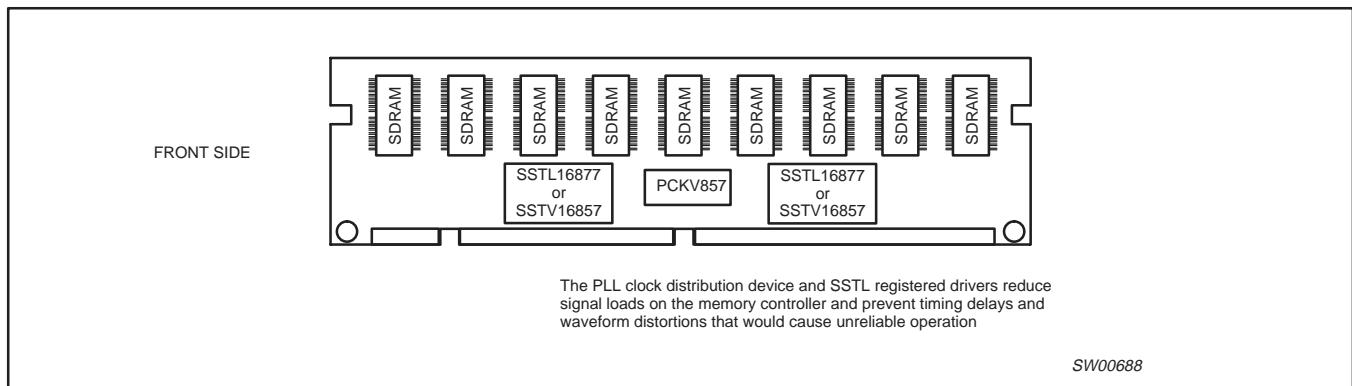 SDRAM
SDRAM
SDRAM
SDRAM
SDRAM
SDRAM
SDRAM
SDRAM
SDRAM
FRONT SIDE
SSTL16877
or
SSTV16857
PCKV857
SSTL16877
or
SSTV16857
The PLL clock distribution device and SSTL registered drivers reduce
signal loads on the memory controller and prevent timing delays and
waveform distortions that would cause unreliable operation
SW00688